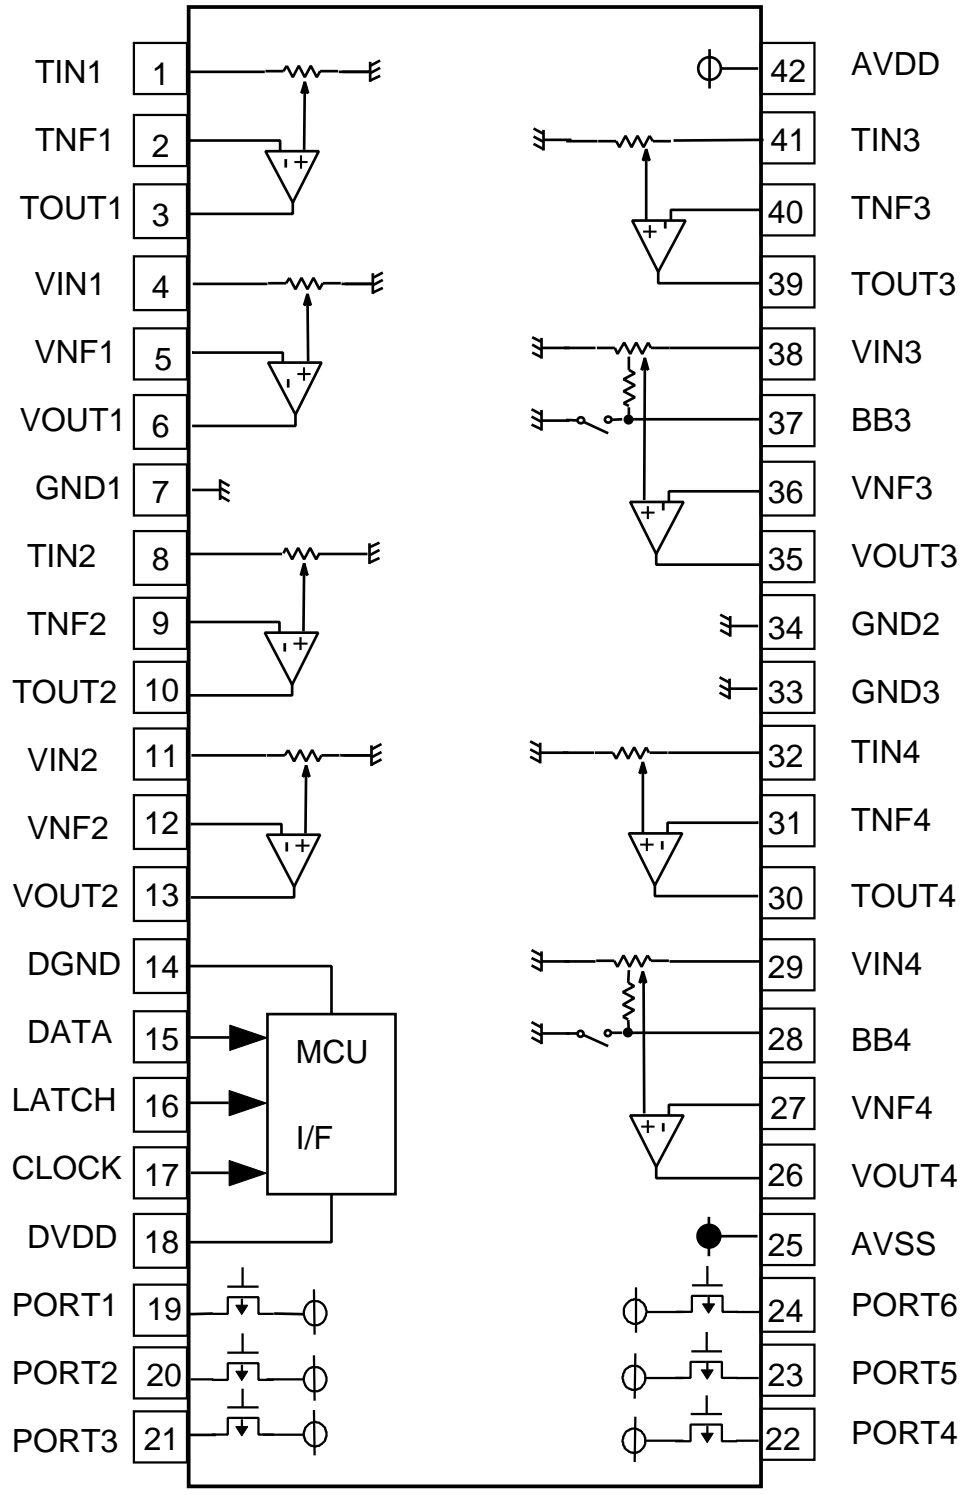 TIN1 1
TNF1 2
TOUT1 3
VIN1 4
VNF1 5
VOUT1 6
GND1 7
TIN2 8
TNF2 9
TOUT2 10
VIN2 11
VNF2 12
VOUT2 13
DGND 14
DATA 15
LATCH 16
CLOCK 17
DVDD 18
PORT1 19
PORT2 20
PORT3 21
- +
- +
- +
- +
MCU
I/F
42 AVDD
41 TIN3
40 TNF3
39 TOUT3
38 VIN3
37 BB3
36 VNF3
35 VOUT3
34 GND2
33 GND3
32 TIN4
31 TNF4
30 TOUT4
29 VIN4
28 BB4
27 VNF4
26 VOUT4
25 AVSS
24 PORT6
23 PORT5
22 PORT4
+ -
+ -
+ -
+ -